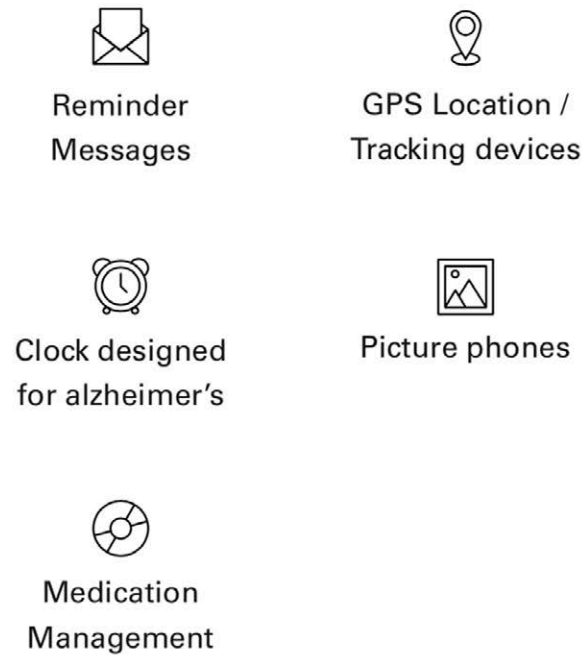 Reminder
Messages
GPS Location /
Tracking devices
Clock designed
for alzheimer's
Picture phones
Medication
Management